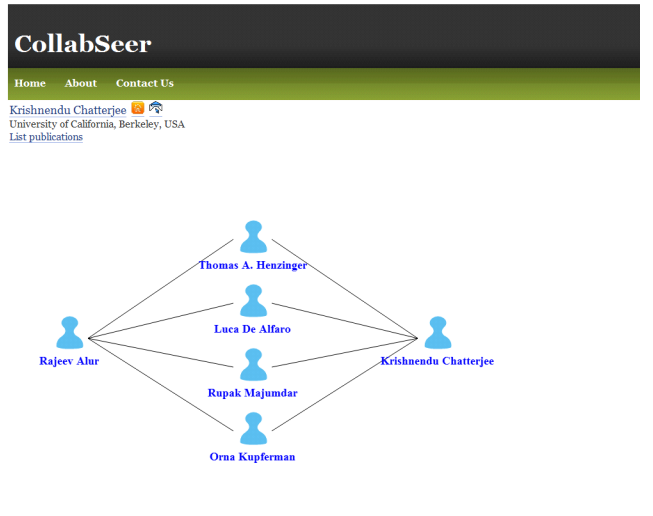 CollabSeer
Home About Contact Us
Krishnendu Chatterjee
University of California, Berkeley, USA
List publications
Thomas A. Henzinger
Luca De Alfaro
Rajeev Alur
Krishnendu Chatterjee
Rupak Majumdar
Orna Kupferman